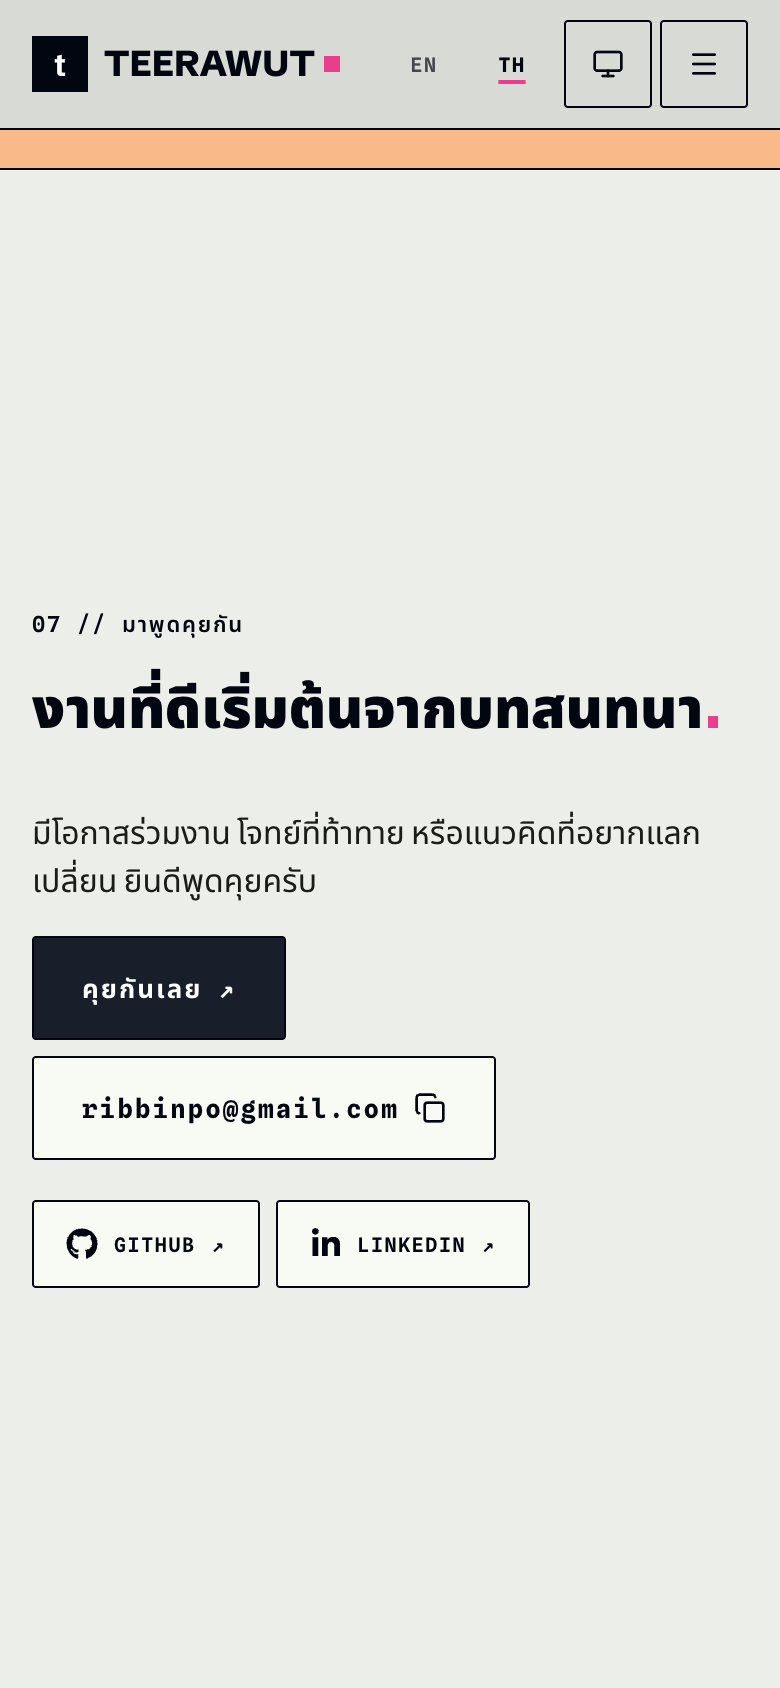 t TEERAWUT EN TH
07 // มาพูดคุยกัน
งานที่ดีเริ่มต้นจากบทสนทนา.
มีโอกาสร่วมงาน โจทย์ที่ท้าทาย หรือแนวคิดที่อยากแลก
เปลี่ยน ยินดีพูดคุยครับ
คุยกันเลย ↗
ribbinpo@gmail.com
GITHUB ↗ in LINKEDIN ↗